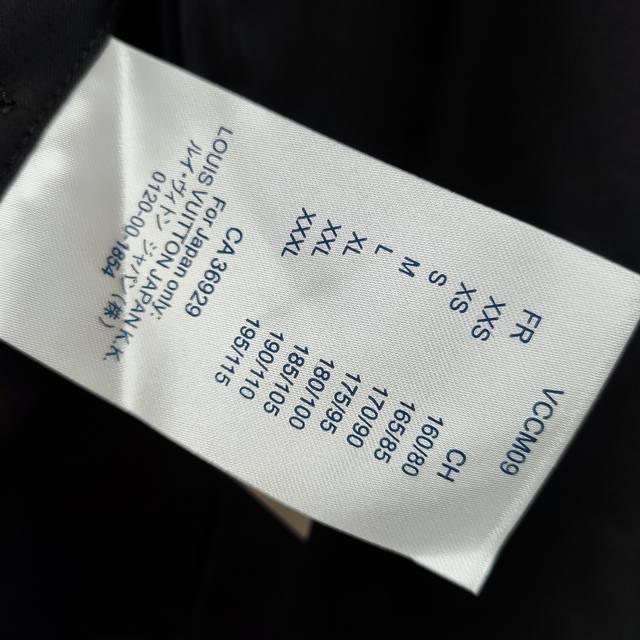 VCCM09
FR CH
XXS 160/80
XS 165/85
S 170/90
M 175/95
L 180/100
XL 185/105
XXL 190/110
XXXL 195/115
CA36929
For Japan only:
LOUIS VUITTON JAPAN K.K.
ルイ・ヴィトン ジャパン(株)
0120-00-1854